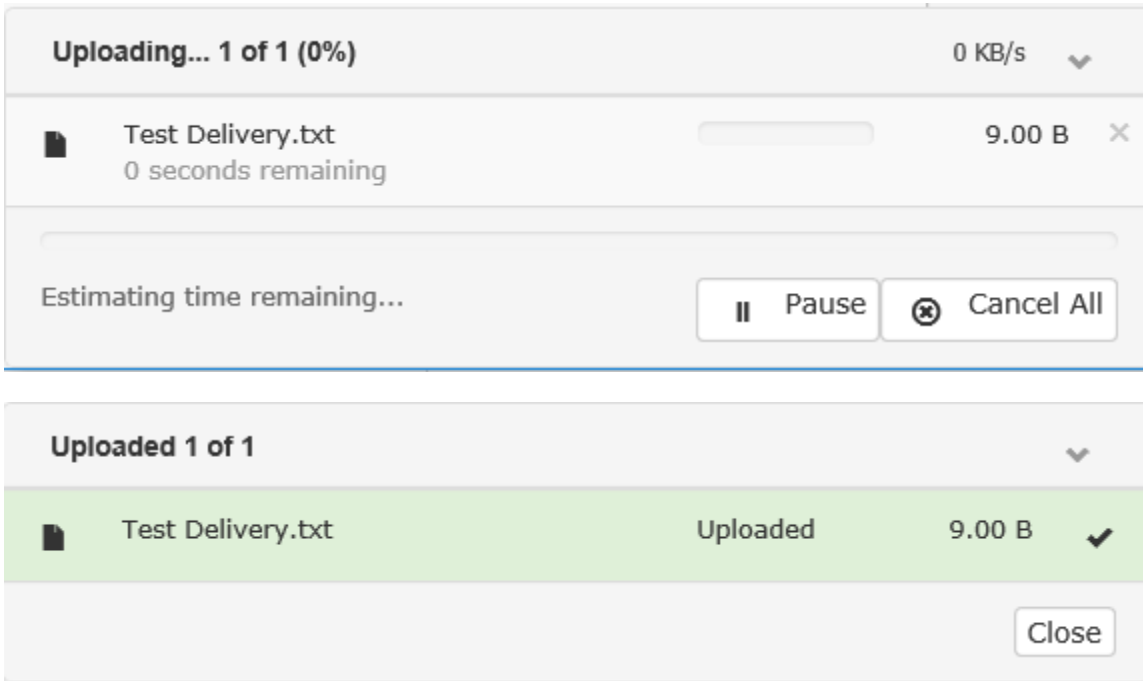 Uploading... 1 of 1 (0%) 0 KB/s
Test Delivery.txt 9.00 B
0 seconds remaining
Estimating time remaining... Pause Cancel All
Uploaded 1 of 1
Test Delivery.txt Uploaded 9.00 B
Close